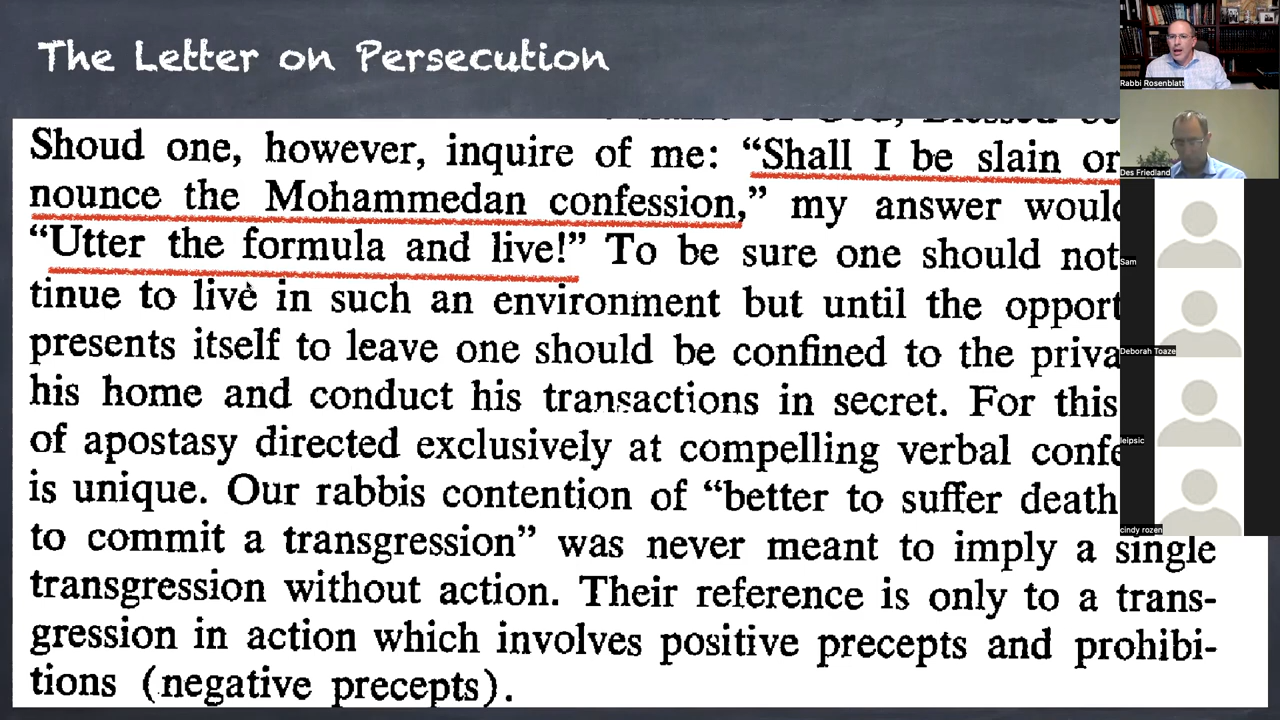 The Letter on Persecution
Shoud one, however, inquire of me: “Shall I be slain or
nounce the Mohammedan confession,” my answer would
“Utter the formula and live!” To be sure one should not
tinue to live in such an environment but until the opport
presents itself to leave one should be confined to the priva
his home and conduct his transactions in secret. For this
of apostasy directed exclusively at compelling verbal confe
is unique. Our rabbis contention of “better to suffer death
to commit a transgression” was never meant to imply a single
transgression without action. Their reference is only to a trans-
gression in action which involves positive precepts and prohibi-
tions (negative precepts).
Rabbi Rosenblatt
Des Friedland
Sam
Deborah Toaze
leipsic
cindy rozen